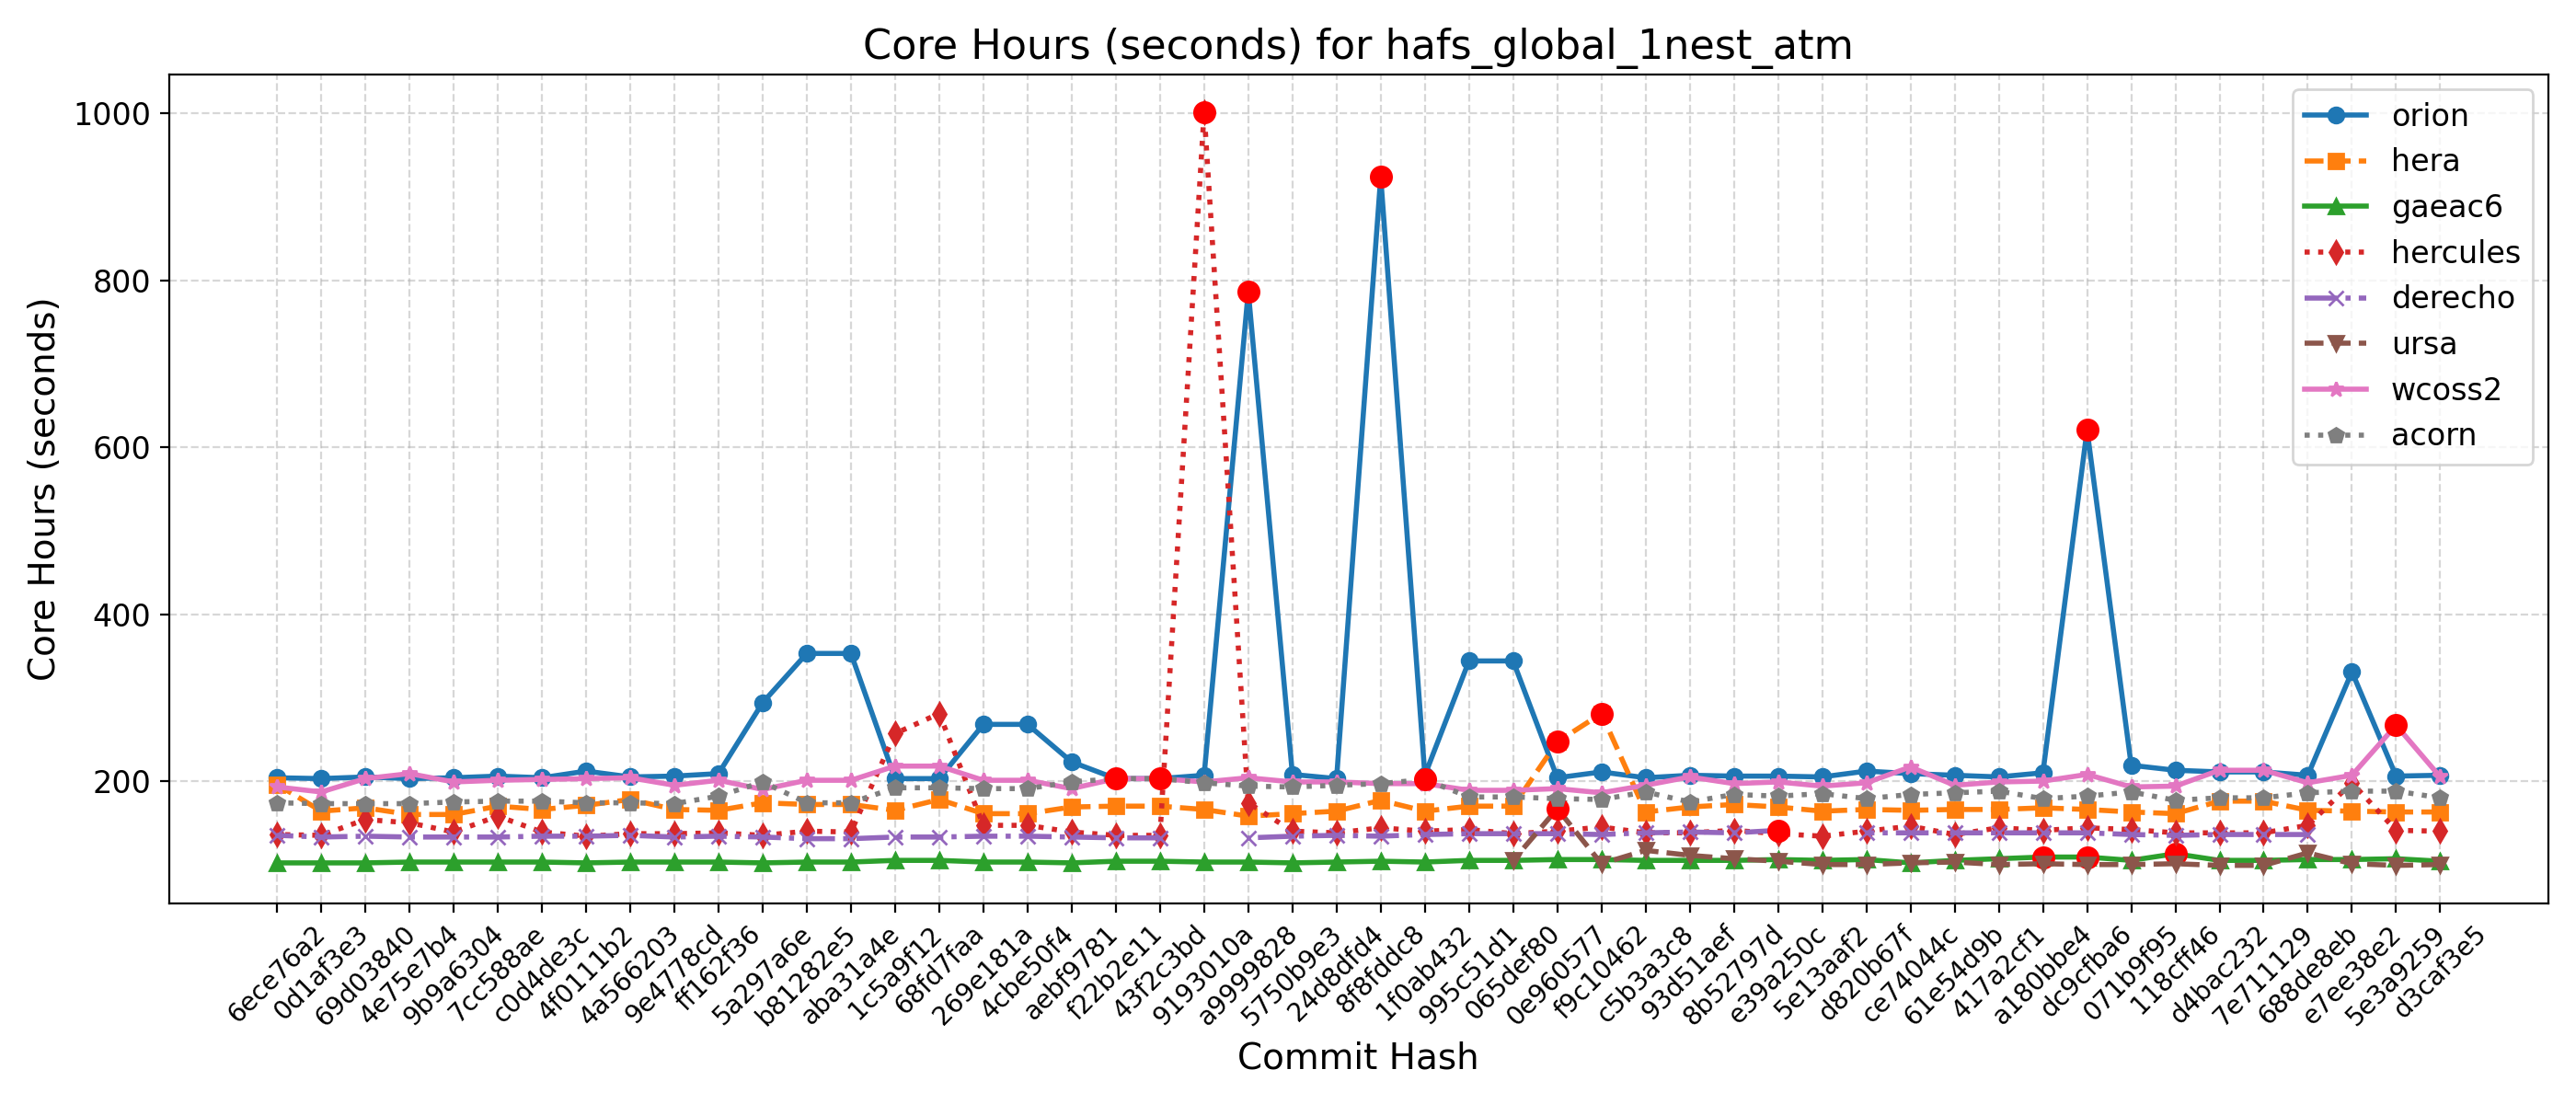 Core Hours (seconds) for hafs_global_1nest_atm
Core Hours (seconds)
1000
800
600
400
200
orion
hera
gaeac6
hercules
derecho
ursa
wcoss2
acorn
6ece76a2
0d1af3e3
69d03840
4e75e7b4
9b9a6304
7cc588ae
c0d4de3c
4f0111b2
4a566203
9e4778cd
ff162f36
5a297a6e
b81282e5
aba31a4e
1c5a9f12
68fd7faa
269e181a
4cbe50f4
aebf9781
f22b2e11
43f2c3bd
9193010a
a9999828
5750b9e3
24d8dfd4
8f8fddc8
1f0ab432
995c51d1
065def80
0e960577
f9c10462
c5b3a3c8
93d51aef
8b52797d
e39a250c
5e13aaf2
d820b67f
ce74044c
61e54d9b
417a2cf1
a180bbe4
dc9cfba6
071b9f95
118cff46
d4bac232
7e711129
688de8eb
e7ee38e2
5e3a9259
d3caf3e5
Commit Hash